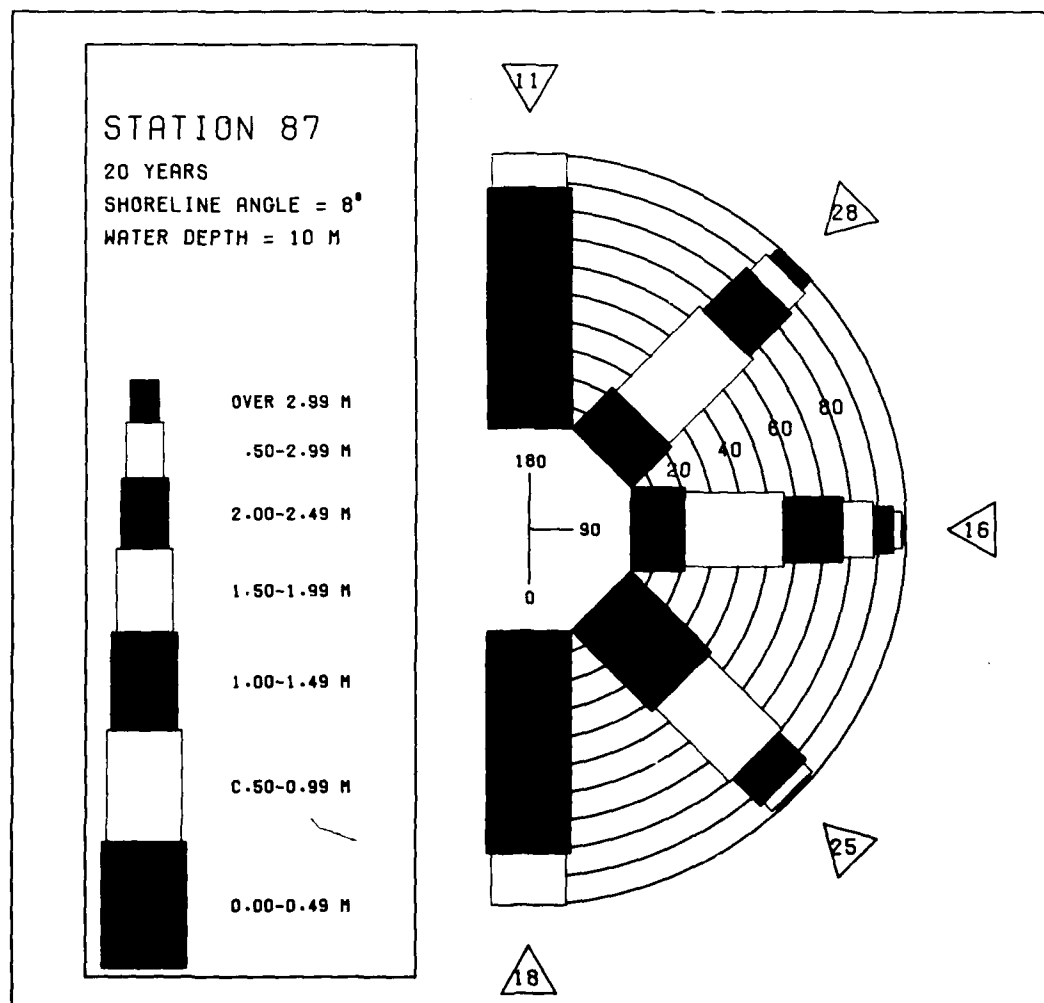 STATION 87
20 YEARS
SHORELINE ANGLE = 8°
WATER DEPTH = 10 M
OVER 2.99 M
.50-2.99 M
2.00-2.49 M
1.50-1.99 M
1.00-1.49 M
C.50-0.99 M
0.00-0.49 M
11
28
80
60
40
20
180
90
0
16
25
18